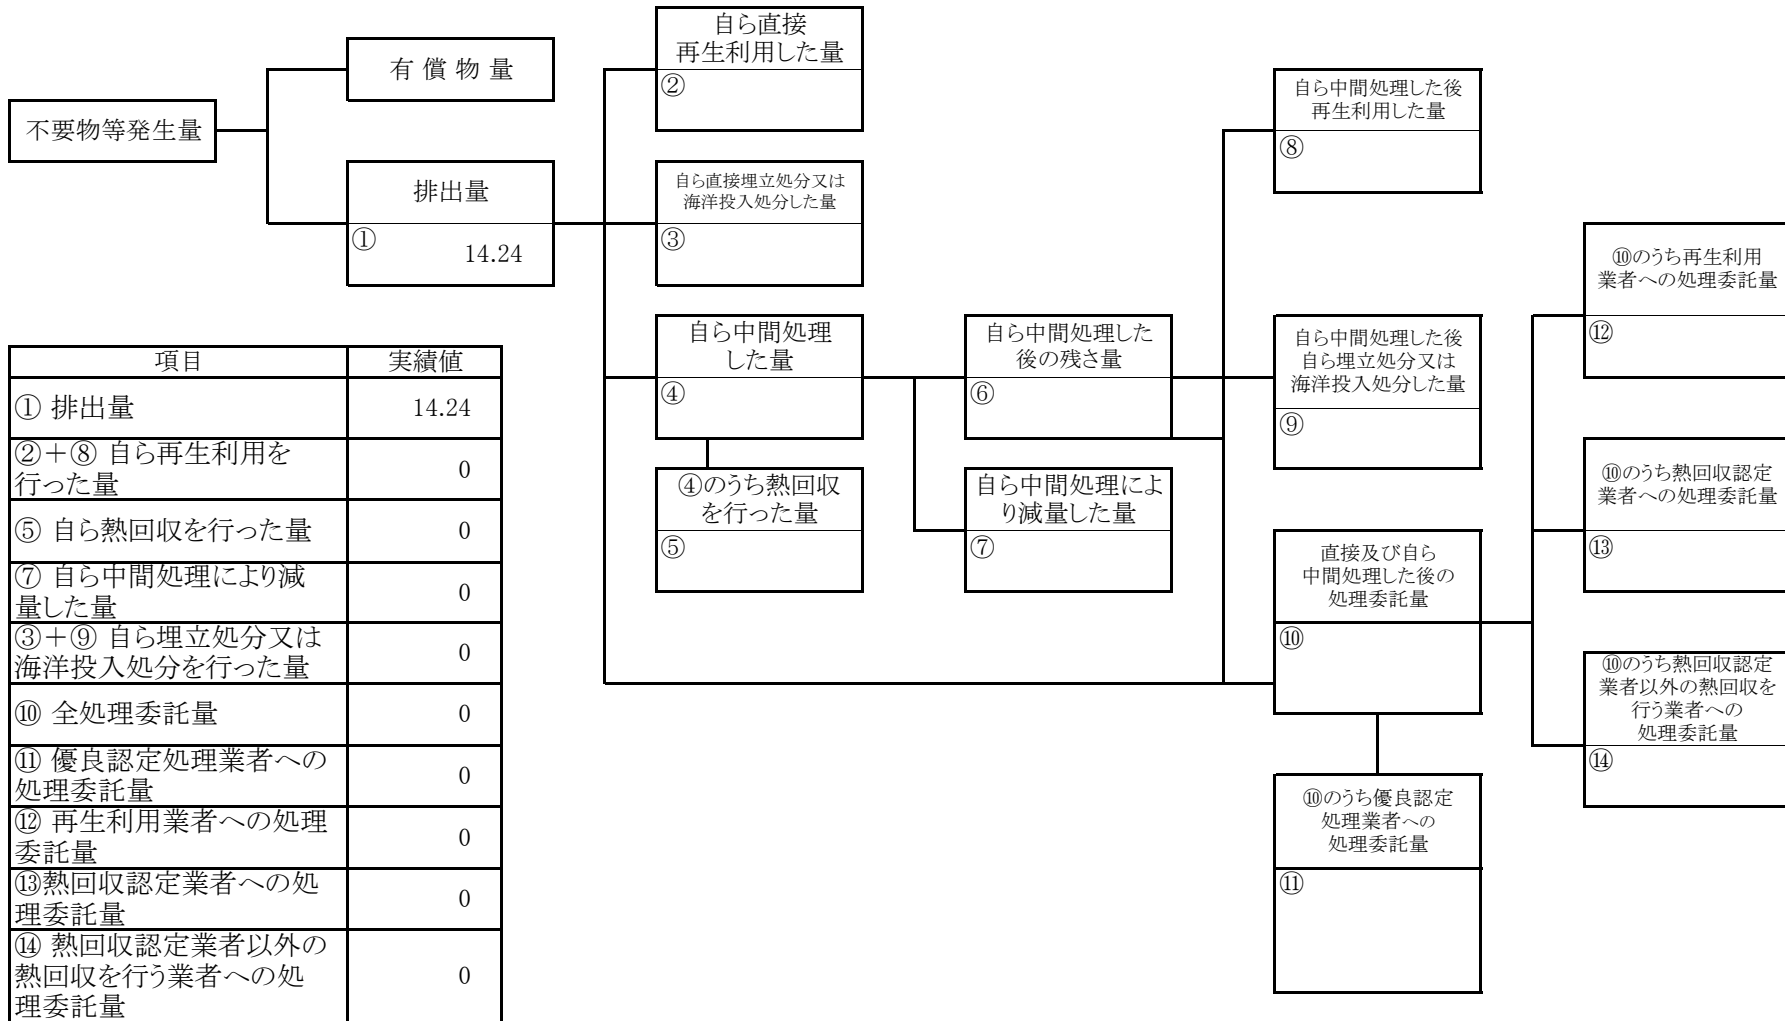 不要物等発生量
有 償 物 量
排出量
①
14.24
自ら直接
再生利用した量
②
自ら直接埋立処分又は
海洋投入処分した量
③
自ら中間処理
した量
④
④のうち熱回収
を行った量
⑤
自ら中間処理した
後の残さ量
⑥
自ら中間処理によ
り減量した量
⑦
自ら中間処理した後
再生利用した量
⑧
自ら中間処理した後
自ら埋立処分又は
海洋投入処分した量
⑨
直接及び自ら
中間処理した後の
処理委託量
⑩
⑩のうち優良認定
処理業者への
処理委託量
⑪
⑩のうち再生利用
業者への処理委託量
⑫
⑩のうち熱回収認定
業者への処理委託量
⑬
⑩のうち熱回収認定
業者以外の熱回収を
行う業者への
処理委託量
⑭
項目 実績値
① 排出量 14.24
②＋⑧ 自ら再生利用を
行った量 0
⑤ 自ら熱回収を行った量 0
⑦ 自ら中間処理により減
量した量 0
③＋⑨ 自ら埋立処分又は
海洋投入処分を行った量 0
⑩ 全処理委託量 0
⑪ 優良認定処理業者への
処理委託量 0
⑫ 再生利用業者への処理
委託量 0
⑬熱回収認定業者への処
理委託量 0
⑭ 熱回収認定業者以外の
熱回収を行う業者への処 0
理委託量